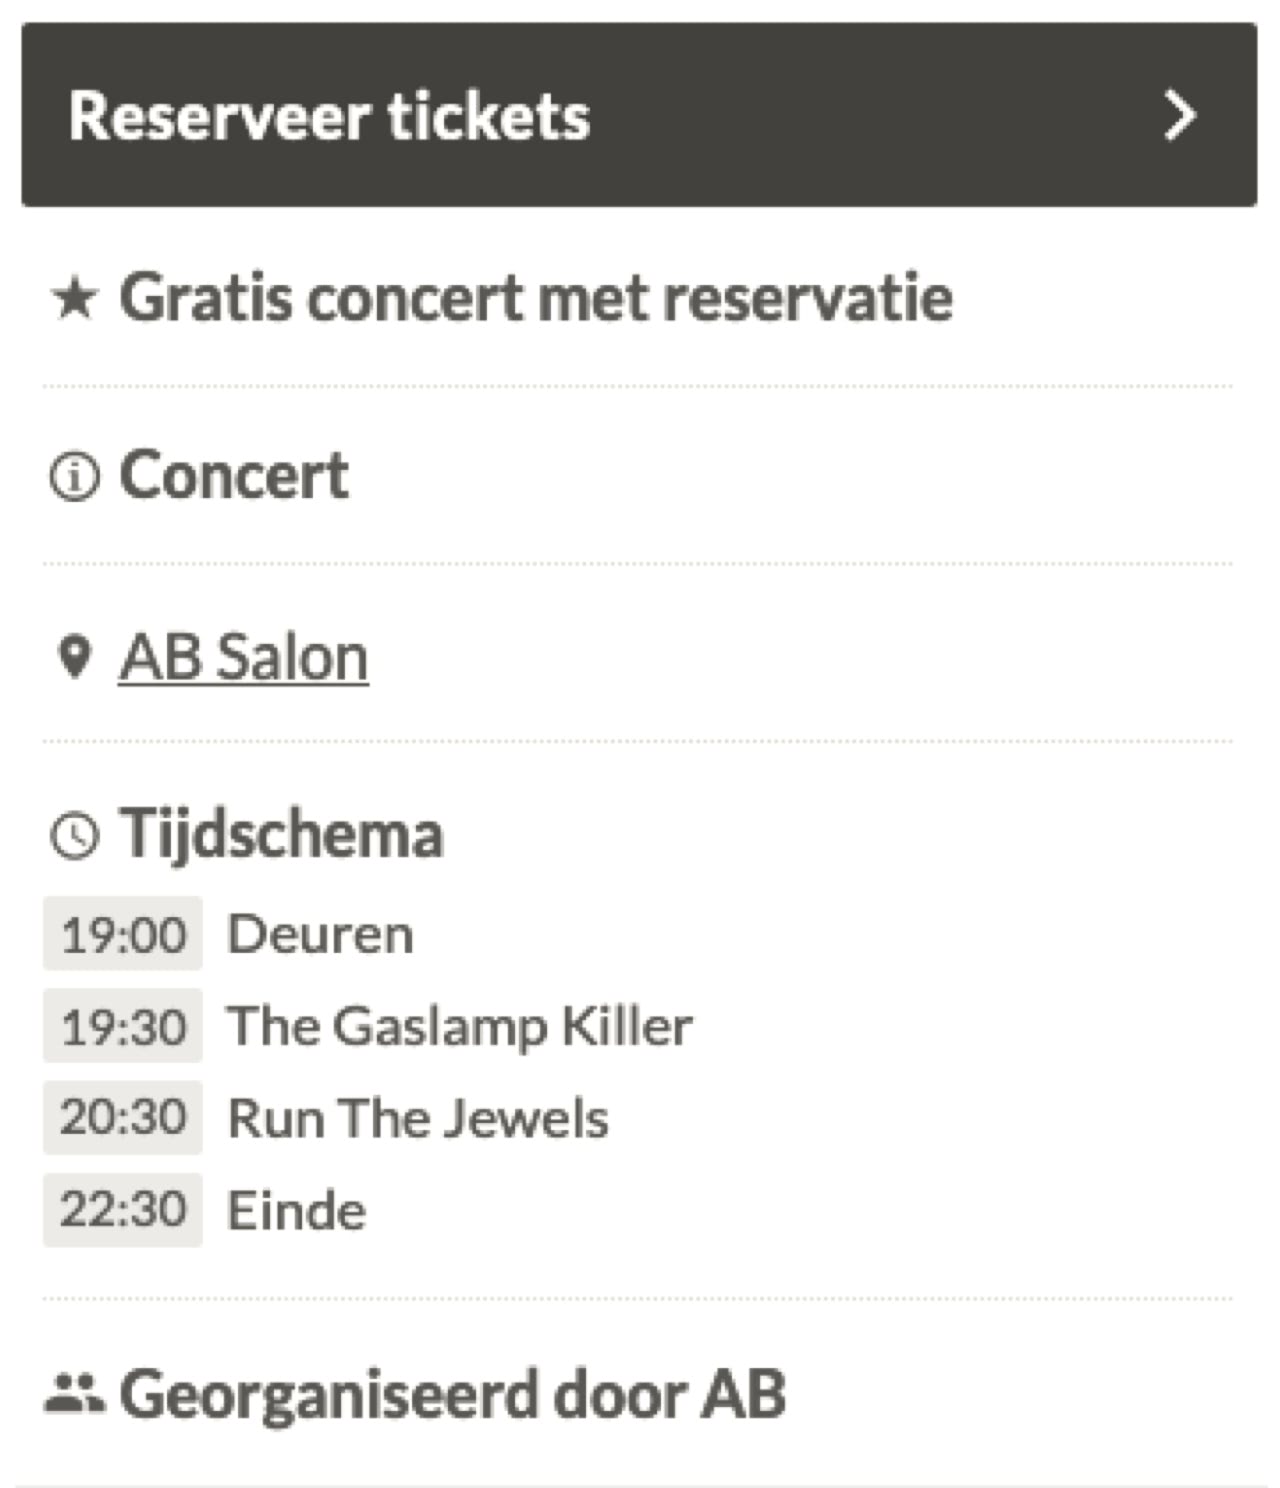 Reserveer tickets
Gratis concert met reservatie
Concert
AB Salon
Tijdschema
19:00 Deuren
19:30 The Gaslamp Killer
20:30 Run The Jewels
22:30 Einde
Georganiseerd door AB